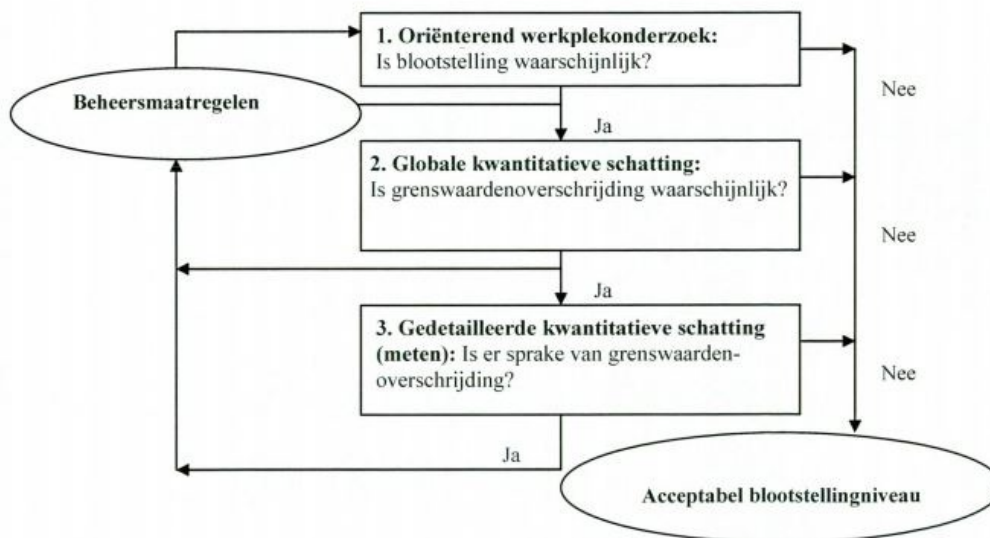 1. Oriënterend werkplekonderzoek:
Is blootstelling waarschijnlijk?
Nee
Beheersmaatregelen
Ja
2. Globale kwantitatieve schatting:
Is grenswaardenoverschrijding waarschijnlijk?
Nee
Ja
3. Gedetailleerde kwantitatieve schatting
(meten): Is er sprake van grenswaarden-
overschrijding?
Nee
Ja
Acceptabel blootstellingniveau